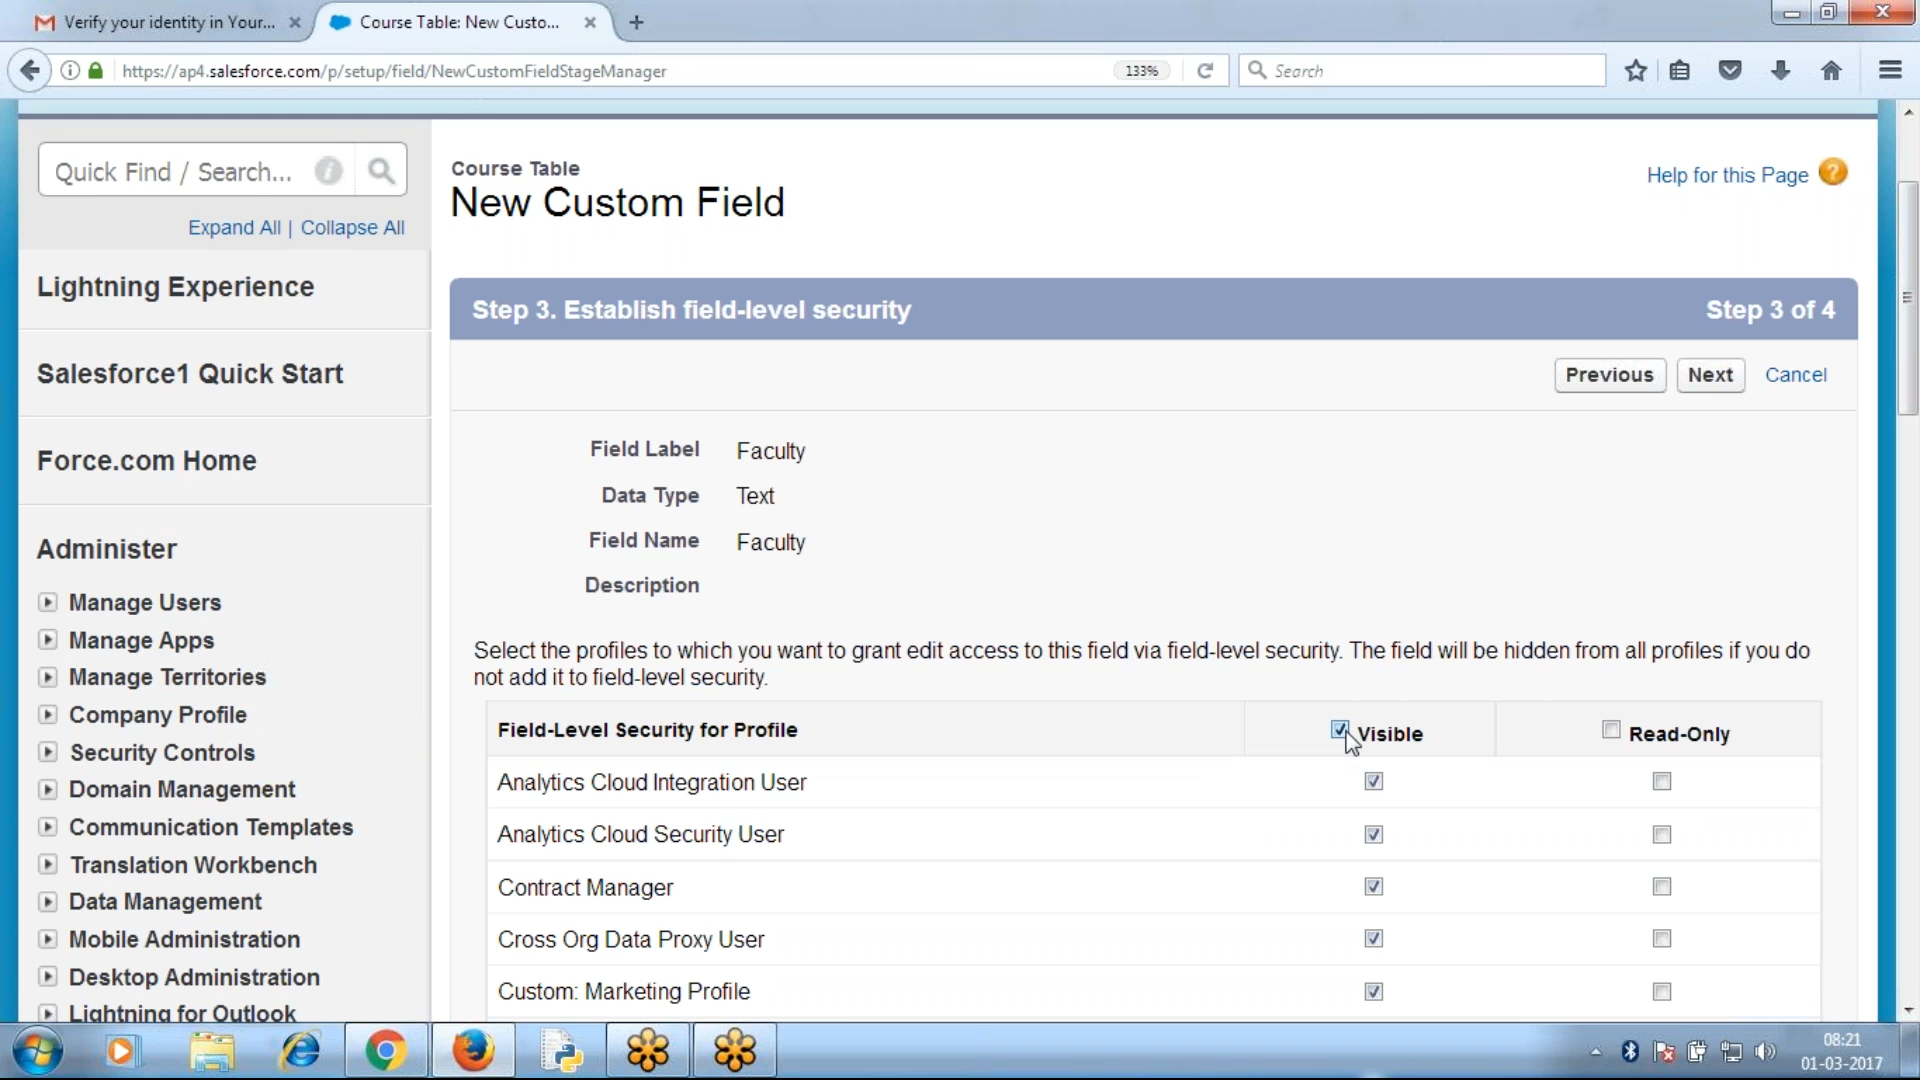 Verify your identity in Your...
Course Table: New Custo...
https://ap4.salesforce.com/p/setup/field/NewCustomFieldStageManager
133%
Search
Quick Find / Search...
Expand All | Collapse All
Lightning Experience
Salesforce1 Quick Start
Force.com Home
Administer
Manage Users
Manage Apps
Manage Territories
Company Profile
Security Controls
Domain Management
Communication Templates
Translation Workbench
Data Management
Mobile Administration
Desktop Administration
Lightning for Outlook
Course Table
New Custom Field
Help for this Page
Step 3. Establish field-level security
Step 3 of 4
Previous
Next
Cancel
Field Label Faculty
Data Type Text
Field Name Faculty
Description
Select the profiles to which you want to grant edit access to this field via field-level security. The field will be hidden from all profiles if you do
not add it to field-level security.
Field-Level Security for Profile Visible Read-Only
Analytics Cloud Integration User
Analytics Cloud Security User
Contract Manager
Cross Org Data Proxy User
Custom: Marketing Profile
08:21
01-03-2017